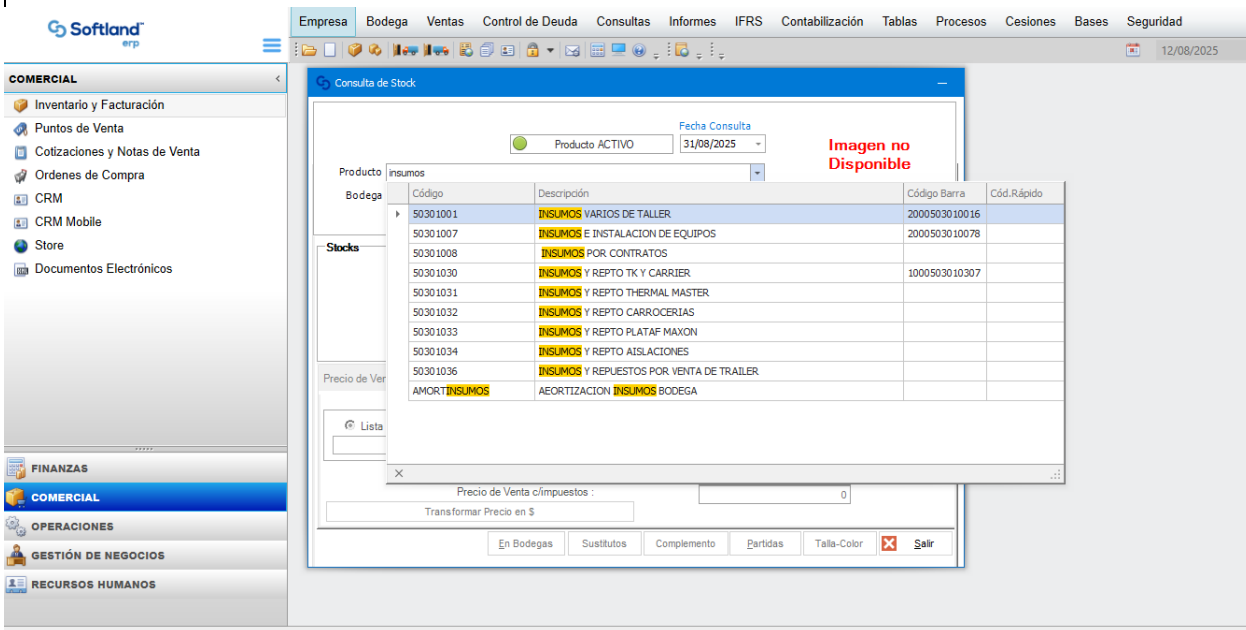 Softland
erp
Empresa Bodega Ventas Control de Deuda Consultas Informes IFRS Contabilización Tablas Procesos Cesiones Bases Seguridad
12/08/2025
COMERCIAL
Inventario y Facturación
Puntos de Venta
Cotizaciones y Notas de Venta
Ordenes de Compra
CRM
CRM Mobile
Store
Documentos Electrónicos
FINANZAS
COMERCIAL
OPERACIONES
GESTIÓN DE NEGOCIOS
RECURSOS HUMANOS
Consulta de Stock
Fecha Consulta
Producto ACTIVO 31/08/2025
Imagen no
Disponible
Producto insumos
Bodega
Código Descripción Código Barra Cód.Rápido
50301001 INSUMOS VARIOS DE TALLER 2000503010016
50301007 INSUMOS E INSTALACION DE EQUIPOS 2000503010078
50301008 INSUMOS POR CONTRATOS
50301030 INSUMOS Y REPTO TK Y CARRIER 1000503010307
50301031 INSUMOS Y REPTO THERMAL MASTER
50301032 INSUMOS Y REPTO CARROCERIAS
50301033 INSUMOS Y REPTO PLATAF MAXON
50301034 INSUMOS Y REPTO AISLACIONES
50301036 INSUMOS Y REPUESTOS POR VENTA DE TRAILER
AMORTINSUMOS AEORTIZACION INSUMOS BODEGA
Stocks
Precio de Ver
Lista
Precio de Venta c/impuestos : 0
Transformar Precio en $
En Bodegas Sustitutos Complemento Partidas Talla-Color Salir